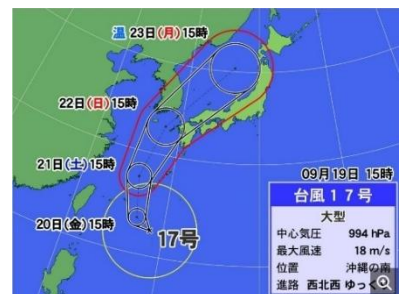 温 23日(月)15時
22日(日)15時
21日(土)15時
20日(金)15時
17号
09月19日 15時
台風17号
大型
中心気圧 994 hPa
最大風速 18 m/s
位置 沖縄の南
進路 西北西 ゆっく